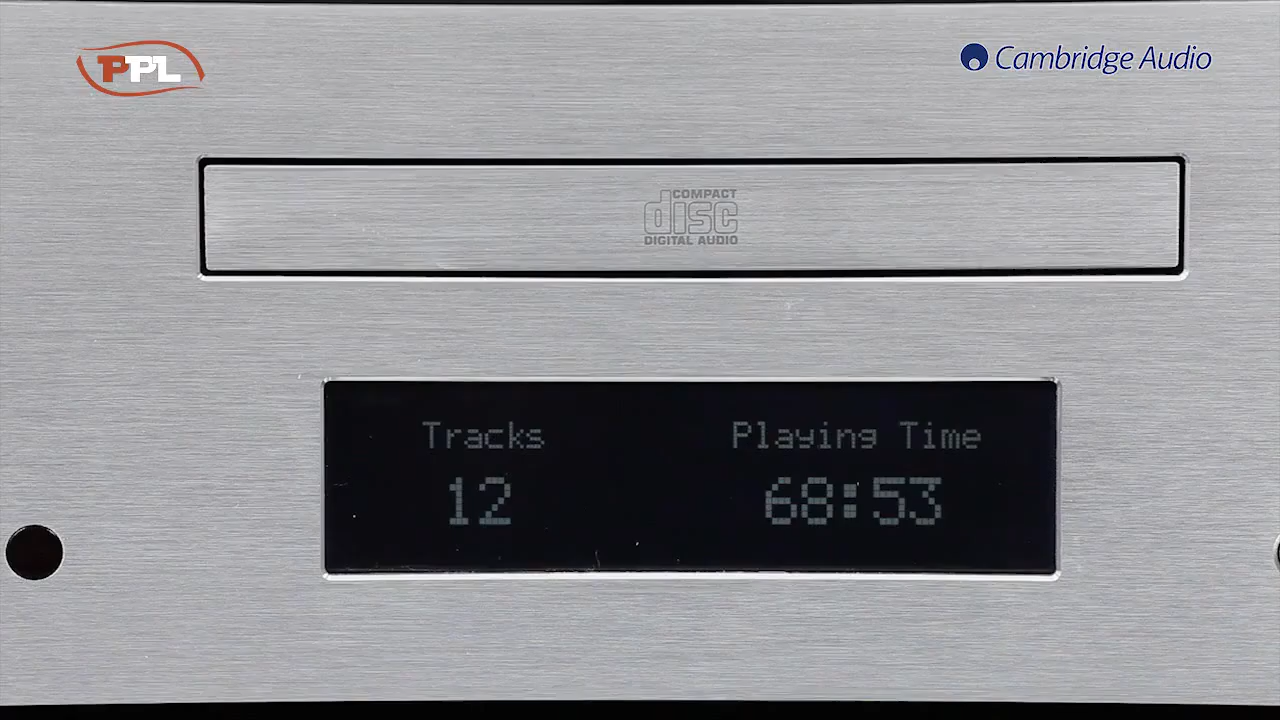 PPL
Cambridge Audio
COMPACT
disc
DIGITAL AUDIO
Tracks
Playing Time
12
68:53